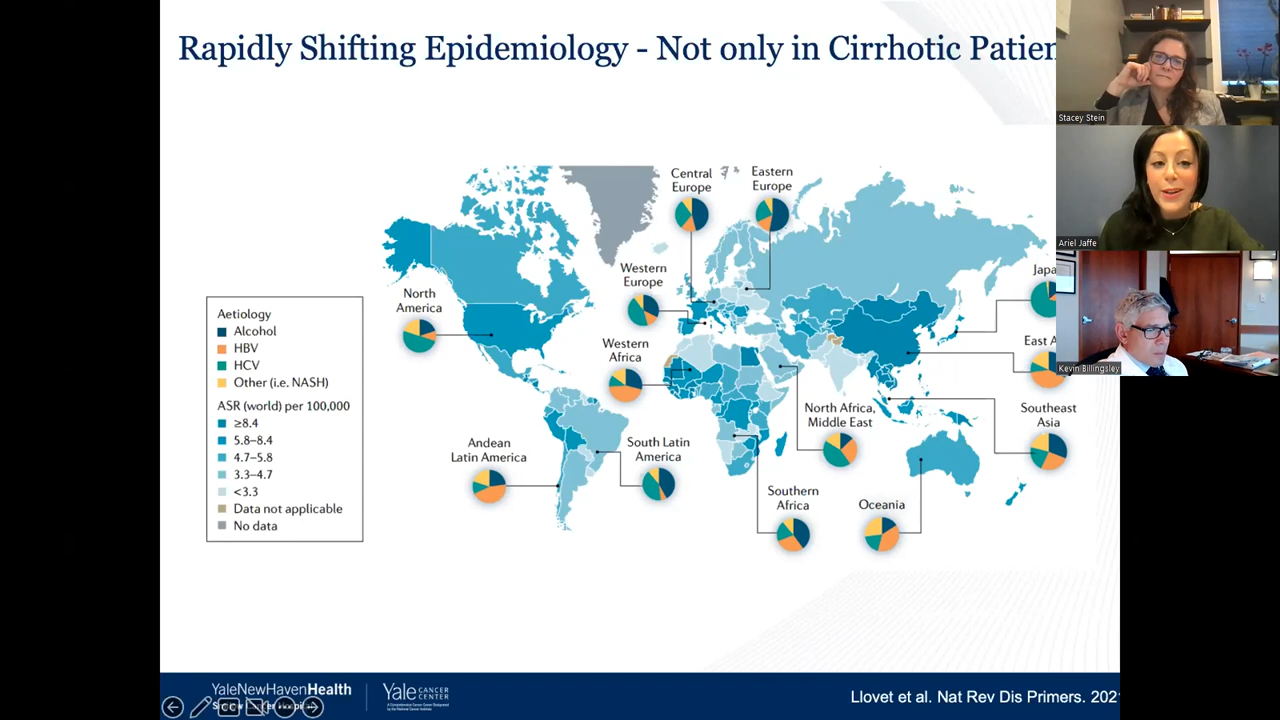 Rapidly Shifting Epidemiology - Not only in Cirrhotic Patien
Stacey Stein
Ariel Jaffe
Kevin Billingsley
Central
Europe
Eastern
Europe
Western
Europe
North
America
Western
Africa
Japa
East A
Southeast
Asia
North Africa,
Middle East
Andean
Latin America
South Latin
America
Southern
Africa
Oceania
Aetiology
Alcohol
HBV
HCV
Other (i.e. NASH)
ASR (world) per 100,000
≥8.4
5.8–8.4
4.7–5.8
3.3–4.7
<3.3
Data not applicable
No data
YaleNewHavenHealth
Yale CANCER
CENTER
Llovet et al. Nat Rev Dis Primers. 202